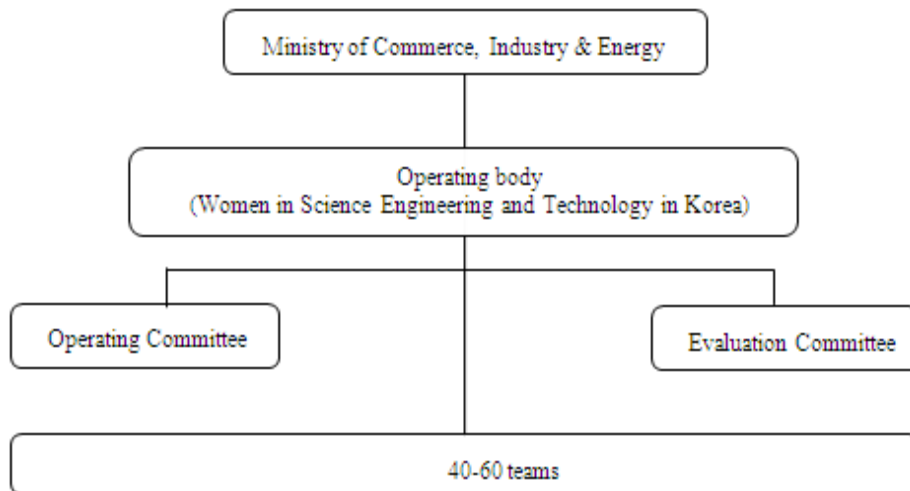 Ministry of Commerce, Industry & Energy
Operating body
(Women in Science Engineering and Technology in Korea)
Operating Committee
Evaluation Committee
40-60 teams